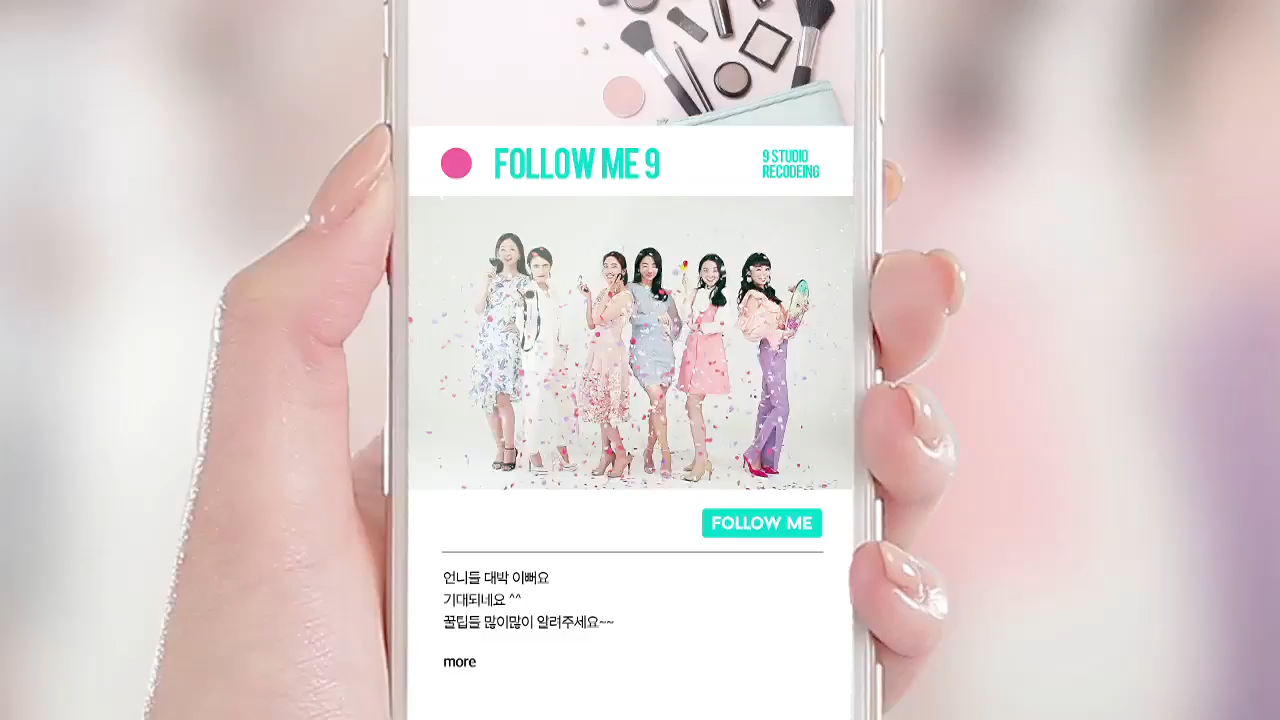 FOLLOW ME 9
9 STUDIO
RECODEING
FOLLOW ME
언니들 대박 이뻐요
기대되네요 ^^
꿀팁들 많이많이 알려주세요~~
more